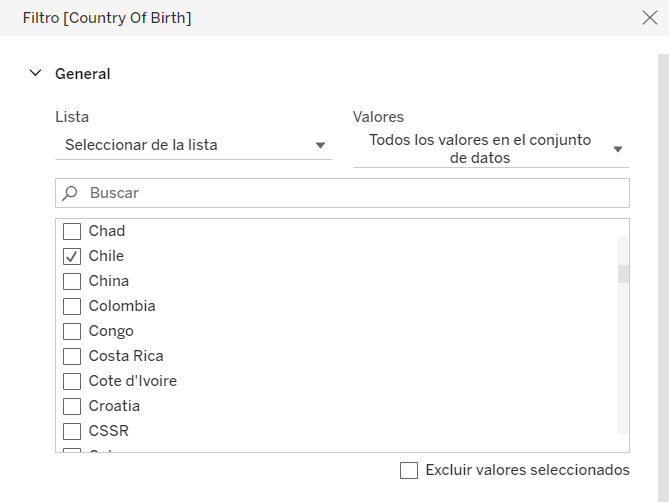 Filtro [Country Of Birth]
General
Lista
Valores
Seleccionar de la lista
Todos los valores en el conjunto
de datos
Buscar
Chad
Chile
China
Colombia
Congo
Costa Rica
Cote d'Ivoire
Croatia
CSSR
Excluir valores seleccionados